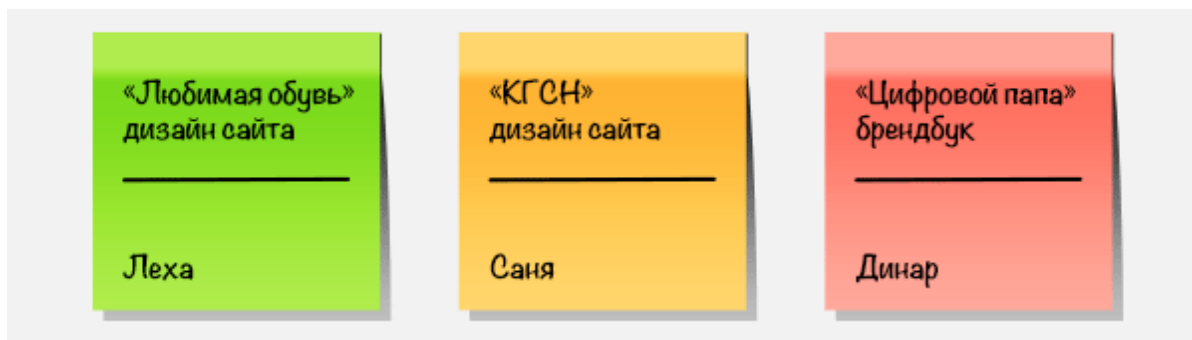 «Любимая обувь»
дизайн сайта
Леха
«КГСН»
дизайн сайта
Саня
«Цифровой папа»
брендбук
Динар